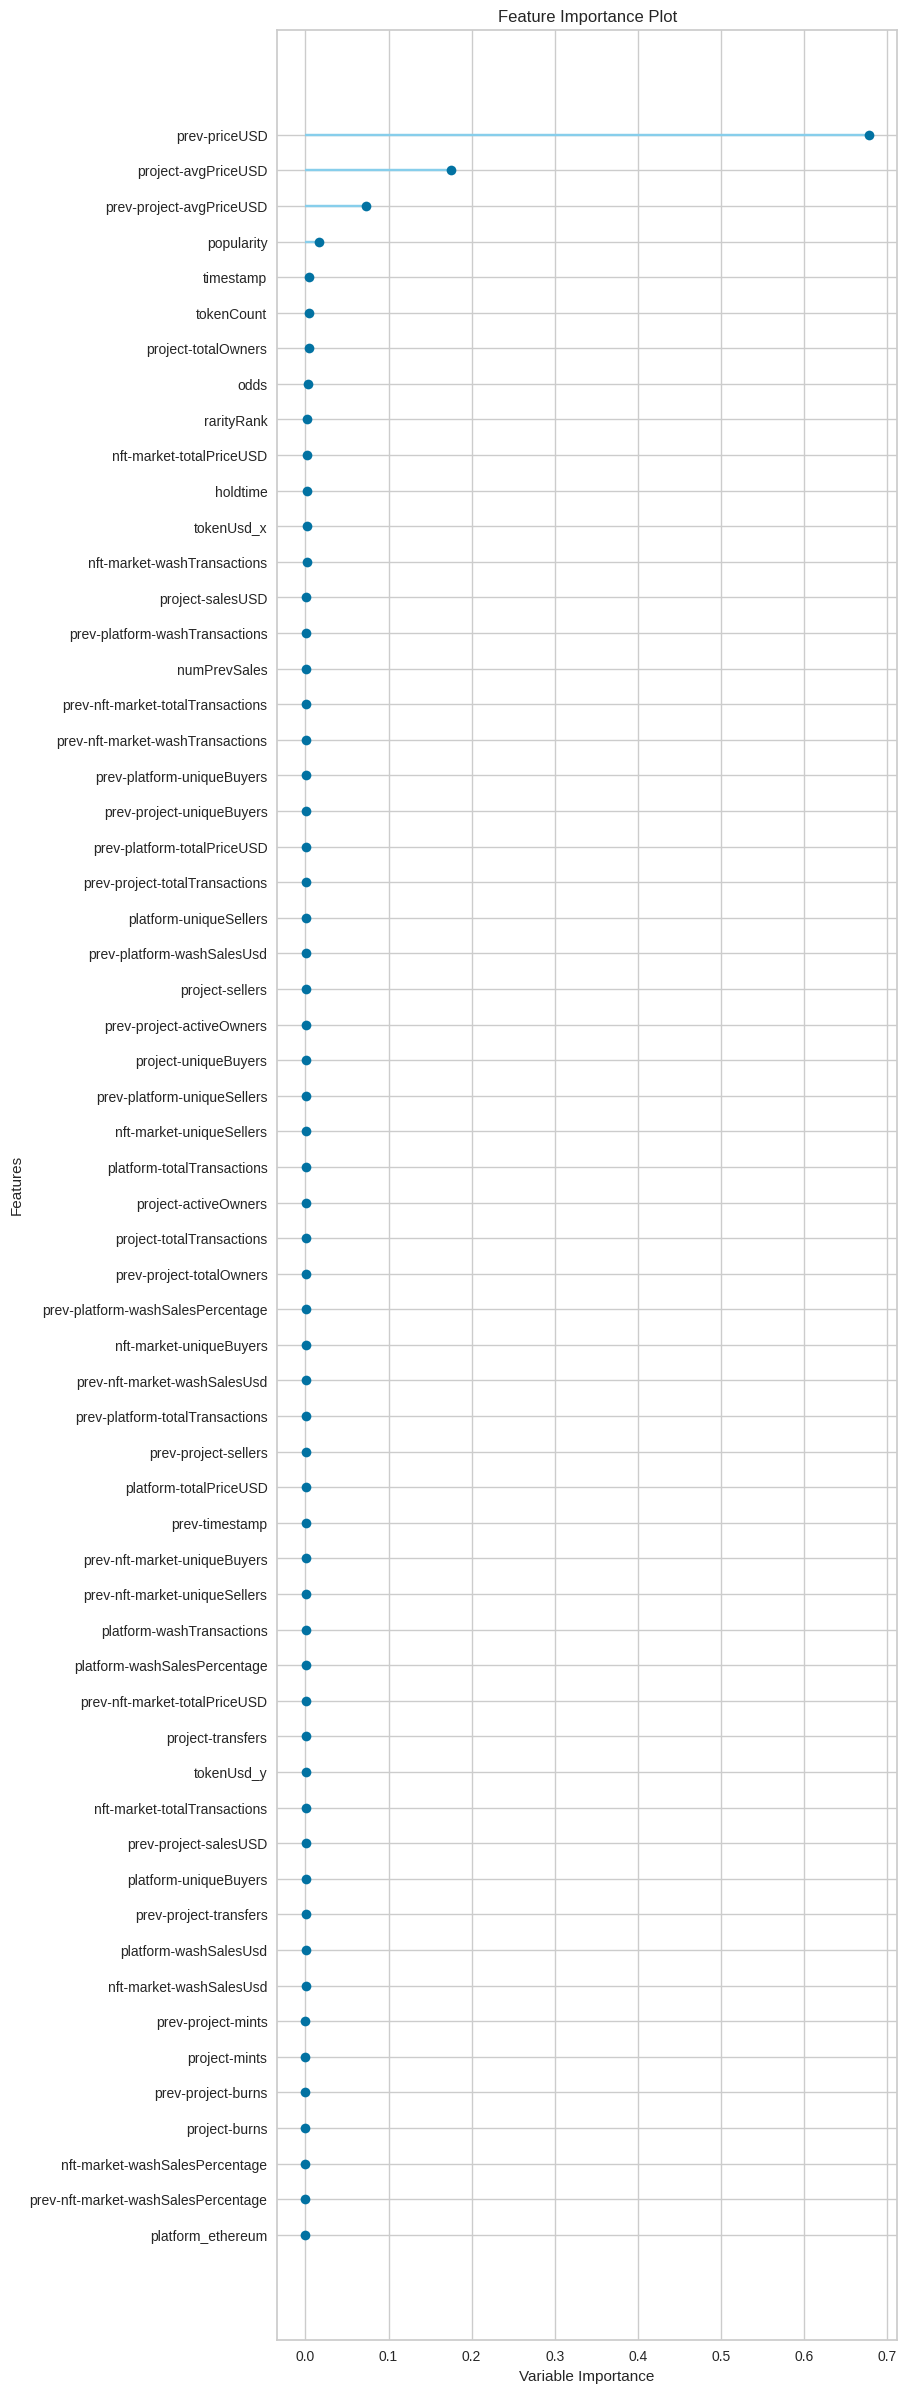 Feature Importance Plot
prev-priceUSD
project-avgPriceUSD
prev-project-avgPriceUSD
popularity
timestamp
tokenCount
project-totalOwners
odds
rarityRank
nft-market-totalPriceUSD
holdtime
tokenUsd_x
nft-market-washTransactions
project-salesUSD
prev-platform-washTransactions
numPrevSales
prev-nft-market-totalTransactions
prev-nft-market-washTransactions
prev-platform-uniqueBuyers
prev-project-uniqueBuyers
prev-platform-totalPriceUSD
prev-project-totalTransactions
platform-uniqueSellers
prev-platform-washSalesUsd
project-sellers
prev-project-activeOwners
project-uniqueBuyers
prev-platform-uniqueSellers
nft-market-uniqueSellers
platform-totalTransactions
project-activeOwners
project-totalTransactions
prev-project-totalOwners
prev-platform-washSalesPercentage
nft-market-uniqueBuyers
prev-nft-market-washSalesUsd
prev-platform-totalTransactions
prev-project-sellers
platform-totalPriceUSD
prev-timestamp
prev-nft-market-uniqueBuyers
prev-nft-market-uniqueSellers
platform-washTransactions
platform-washSalesPercentage
prev-nft-market-totalPriceUSD
project-transfers
tokenUsd_y
nft-market-totalTransactions
prev-project-salesUSD
platform-uniqueBuyers
prev-project-transfers
platform-washSalesUsd
nft-market-washSalesUsd
prev-project-mints
project-mints
prev-project-burns
project-burns
nft-market-washSalesPercentage
prev-nft-market-washSalesPercentage
platform_ethereum
Features
0.0 0.1 0.2 0.3 0.4 0.5 0.6 0.7
Variable Importance